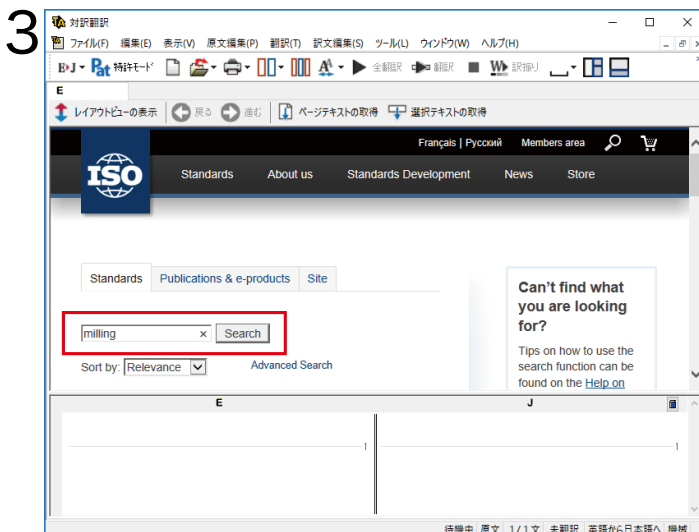 3
対訳翻訳
ファイル(F) 編集(E) 表示(V) 原文編集(P) 翻訳(T) 訳文編集(S) ツール(L) ウィンドウ(W) ヘルプ(H)
E›J Pat 特許モード 全翻訳 翻訳 W 訳振り
E
レイアウトビューの表示 戻る 進む ページテキストの取得 選択テキストの取得
Français | Русский Members area
ISO Standards About us Standards Development News Store
Standards Publications & e-products Site
milling × Search
Sort by: Relevance Advanced Search
Can't find what
you are looking
for?
Tips on how to use the
search function can be
found on the Help on
E J
1 1
待機中 原文 1/1文 未翻訳 英語から日本語へ 機械